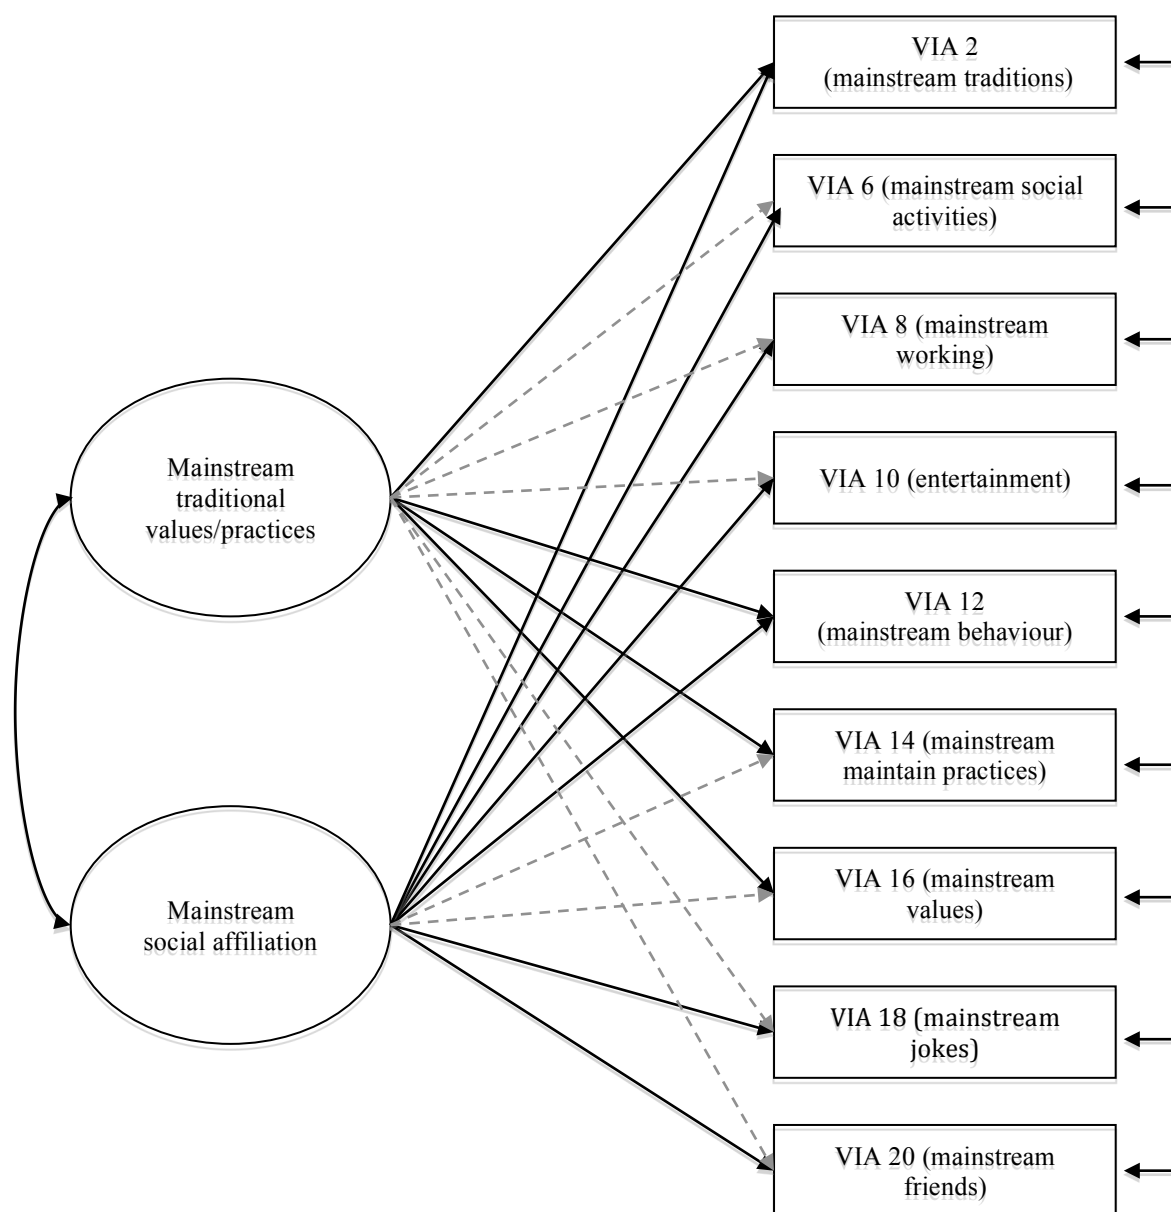 VIA 2
(mainstream traditions)
VIA 6 (mainstream social
activities)
VIA 8 (mainstream
working)
Mainstream
traditional
values/practices
VIA 10 (entertainment)
VIA 12
(mainstream behaviour)
VIA 14 (mainstream
maintain practices)
Mainstream
social affiliation
VIA 16 (mainstream
values)
VIA 18 (mainstream
jokes)
VIA 20 (mainstream
friends)